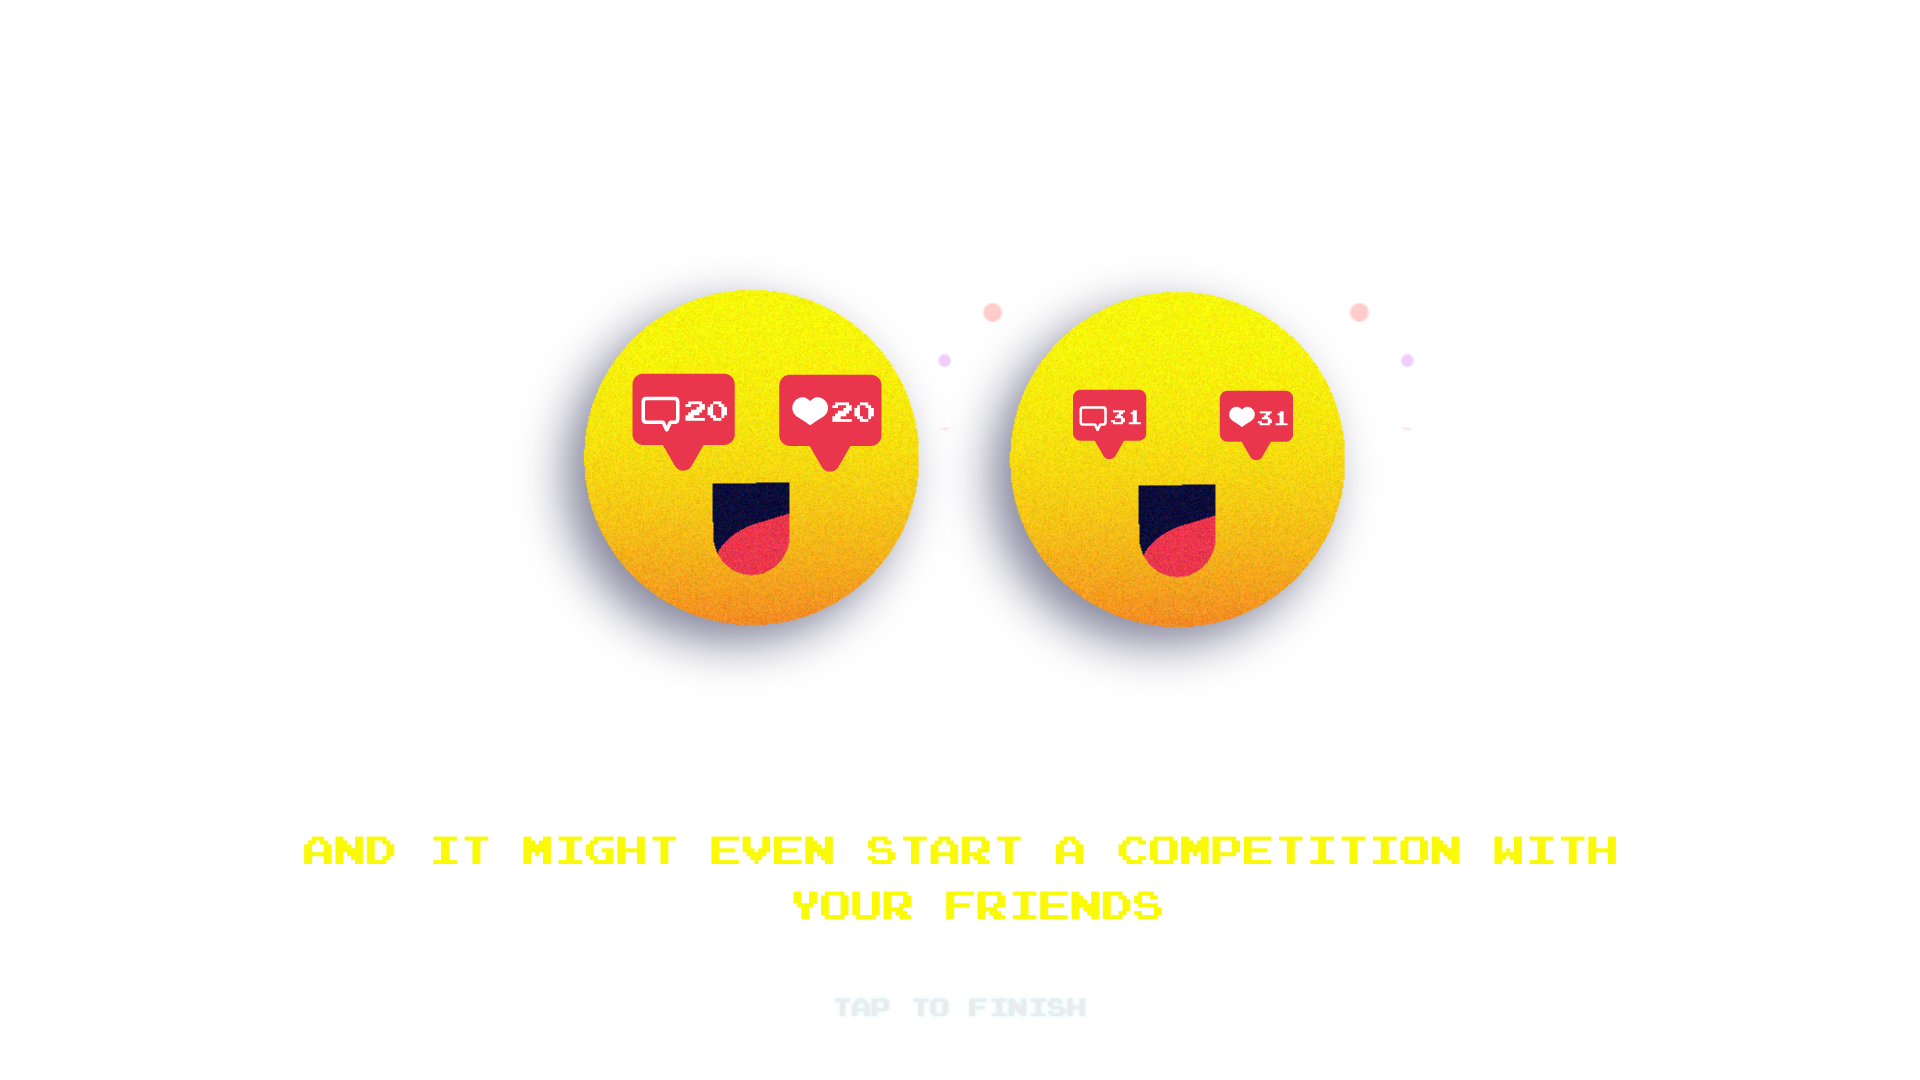 20 20
31 31
AND IT MIGHT EVEN START A COMPETITION WITH
YOUR FRIENDS
TAP TO FINISH